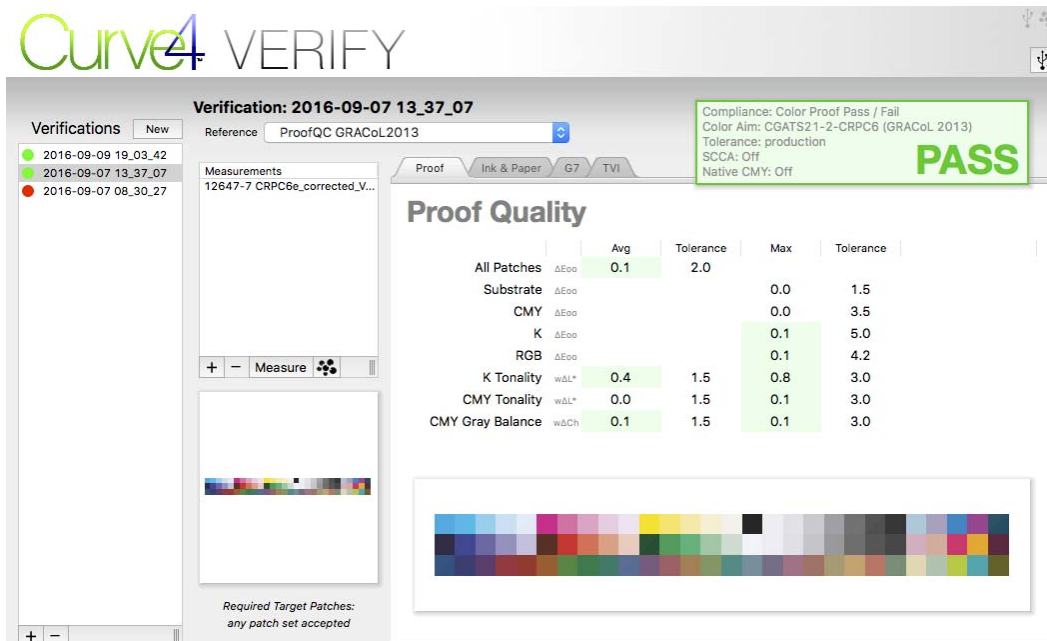 Curve4™ VERIFY
Verification: 2016-09-07 13_37_07
Verifications New
Reference ProofQC GRACoL2013
2016-09-09 19_03_42
2016-09-07 13_37_07
2016-09-07 08_30_27
Measurements
12647-7 CRPC6e_corrected_V...
+ − Measure
Required Target Patches:
any patch set accepted
+ −
Compliance: Color Proof Pass / Fail
Color Aim: CGATS21-2-CRPC6 (GRACoL 2013)
Tolerance: production
SCCA: Off
Native CMY: Off
PASS
Proof Ink & Paper G7 TVI
Proof Quality
Avg Tolerance Max Tolerance
All Patches ΔE₀₀ 0.1 2.0
Substrate ΔE₀₀ 0.0 1.5
CMY ΔE₀₀ 0.0 3.5
K ΔE₀₀ 0.1 5.0
RGB ΔE₀₀ 0.1 4.2
K Tonality wΔL* 0.4 1.5 0.8 3.0
CMY Tonality wΔL* 0.0 1.5 0.1 3.0
CMY Gray Balance wΔCh 0.1 1.5 0.1 3.0